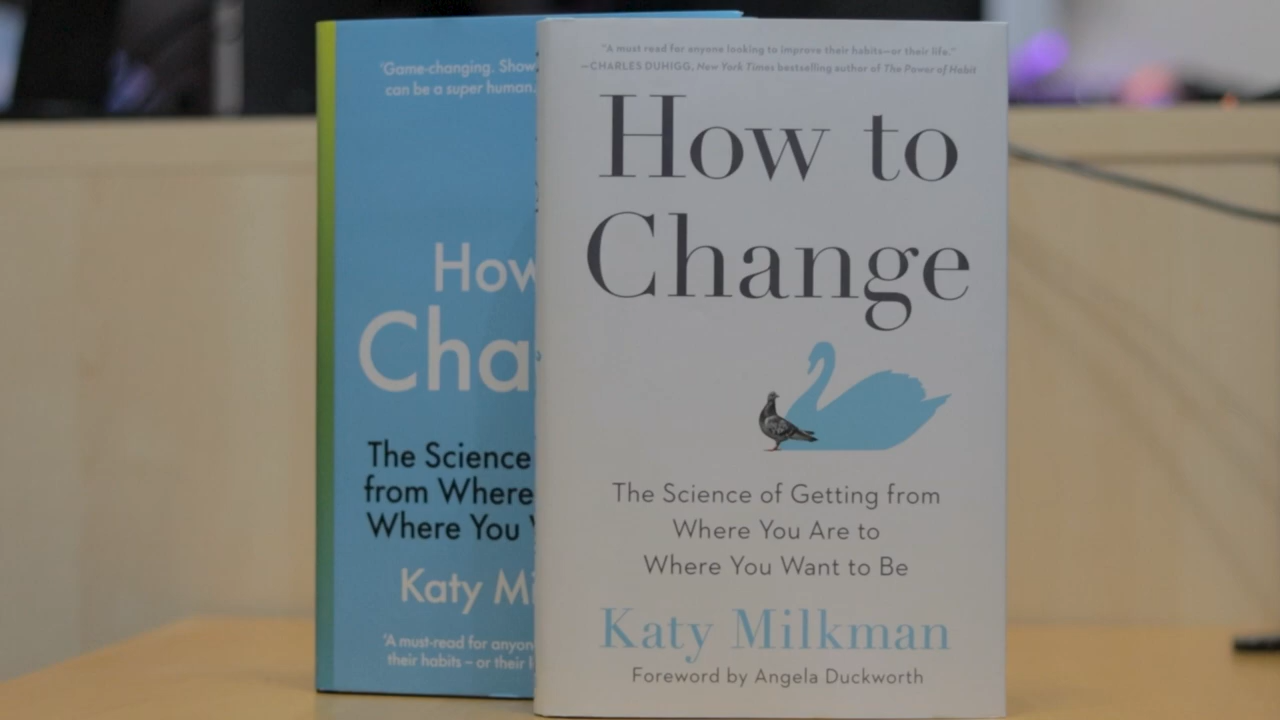 'Game-changing. Show
can be a super human.
How
Cha
The Science
from Where
Where You
Katy Mi
'A must-read for anyon
their habits – or their l
"A must read for anyone looking to improve their habits—or their life."
—CHARLES DUHIGG, New York Times bestselling author of The Power of Habit
How to
Change
The Science of Getting from
Where You Are to
Where You Want to Be
Katy Milkman
Foreword by Angela Duckworth